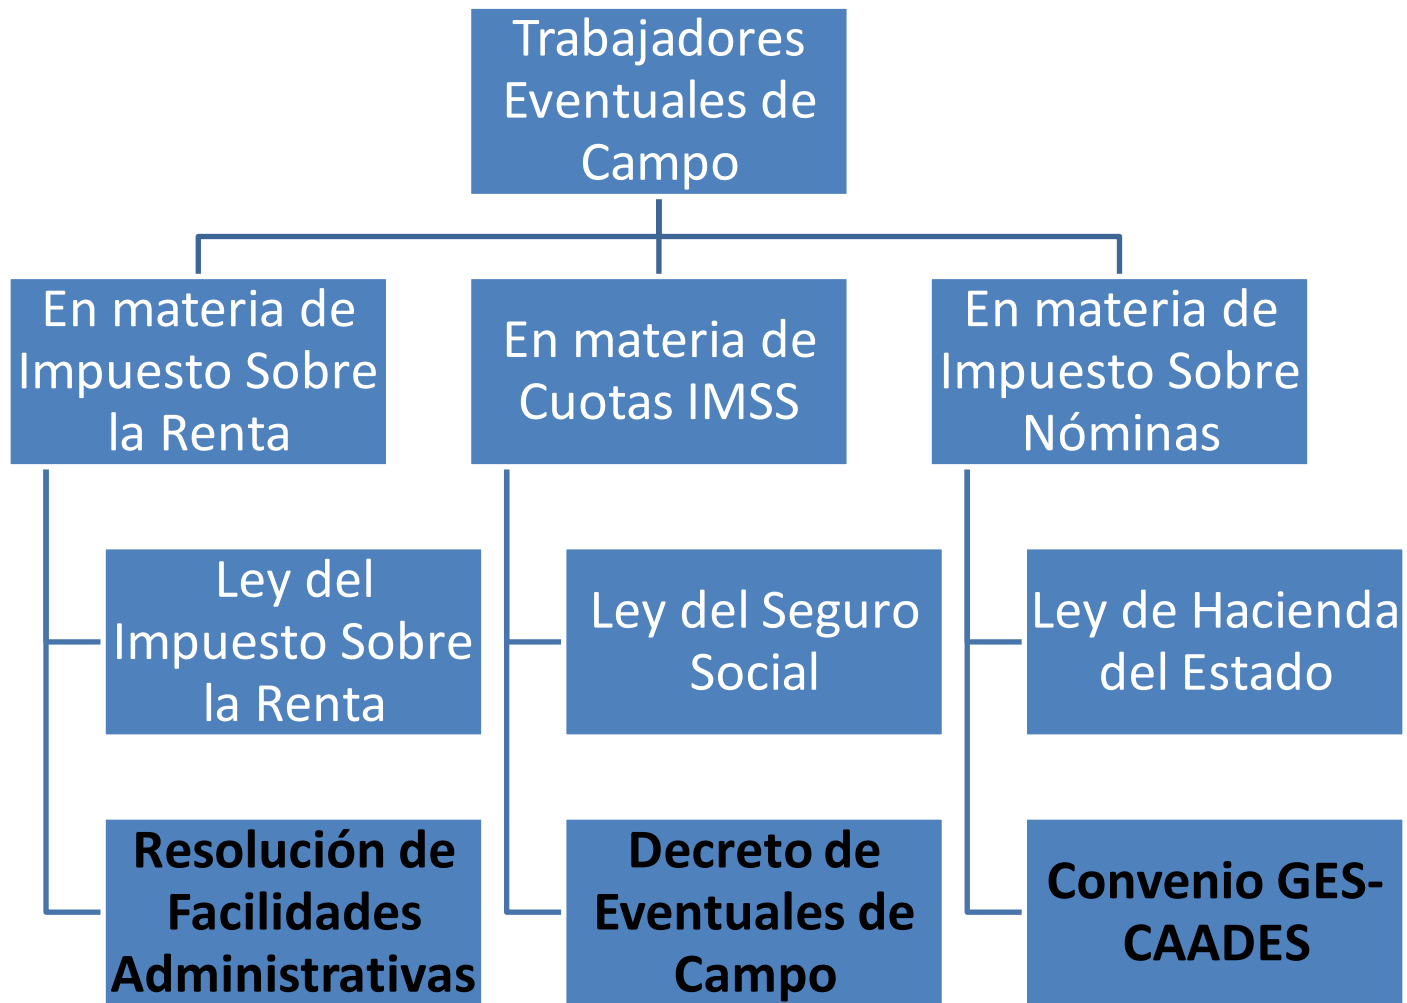 Trabajadores
Eventuales de
Campo
En materia de
Impuesto Sobre
la Renta
En materia de
Cuotas IMSS
En materia de
Impuesto Sobre
Nóminas
Ley del
Impuesto Sobre
la Renta
Ley del Seguro
Social
Ley de Hacienda
del Estado
Resolución de
Facilidades
Administrativas
Decreto de
Eventuales de
Campo
Convenio GES-
CAADES